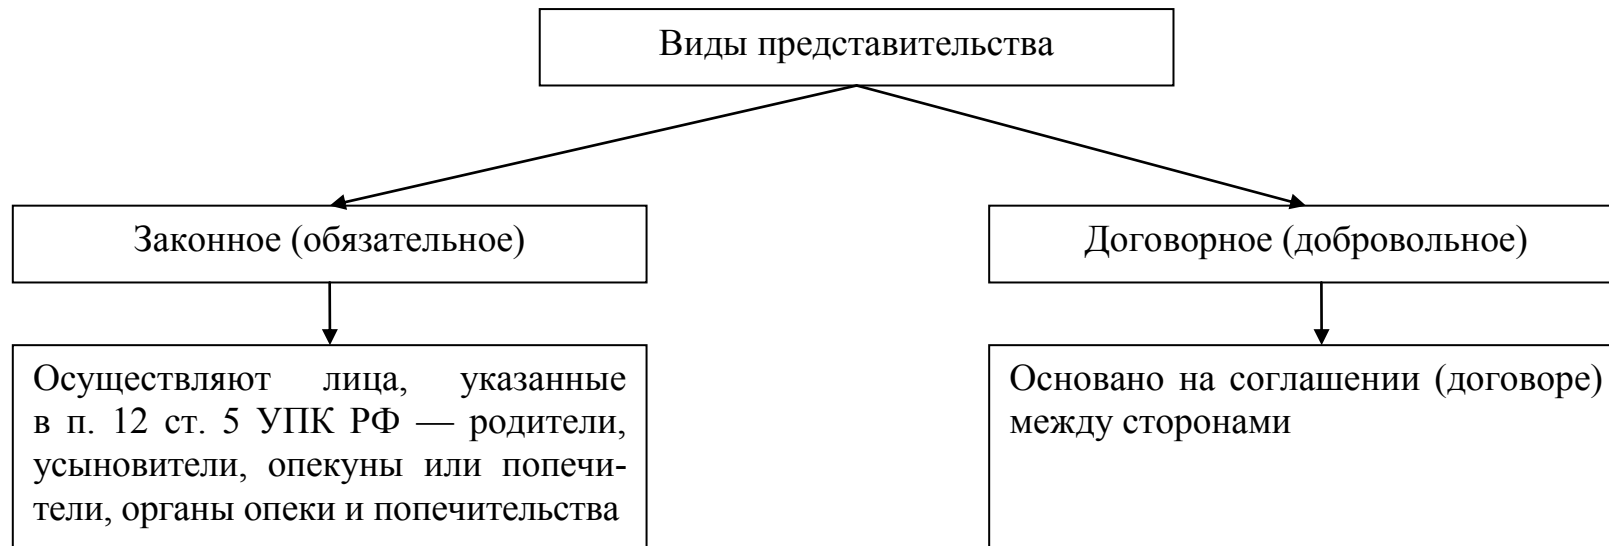 Виды представительства
Законное (обязательное)
Договорное (добровольное)
Осуществляют лица, указанные
в п. 12 ст. 5 УПК РФ — родители,
усыновители, опекуны или попечи-
тели, органы опеки и попечительства
Основано на соглашении (договоре)
между сторонами